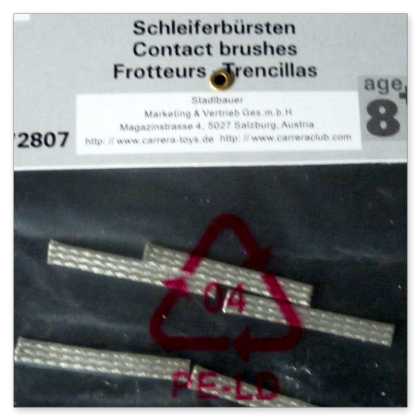 Schleiferbürsten
Contact brushes
Frotteurs Trencillas
Stadlbauer
Marketing & Vertrieb Ges.m.b.H
Magazinstrasse 4, 5027 Salzburg, Austria
http://www.carrera-toys.de http://www.carreraclub.com
age
8+
/2807
04
PE-LD